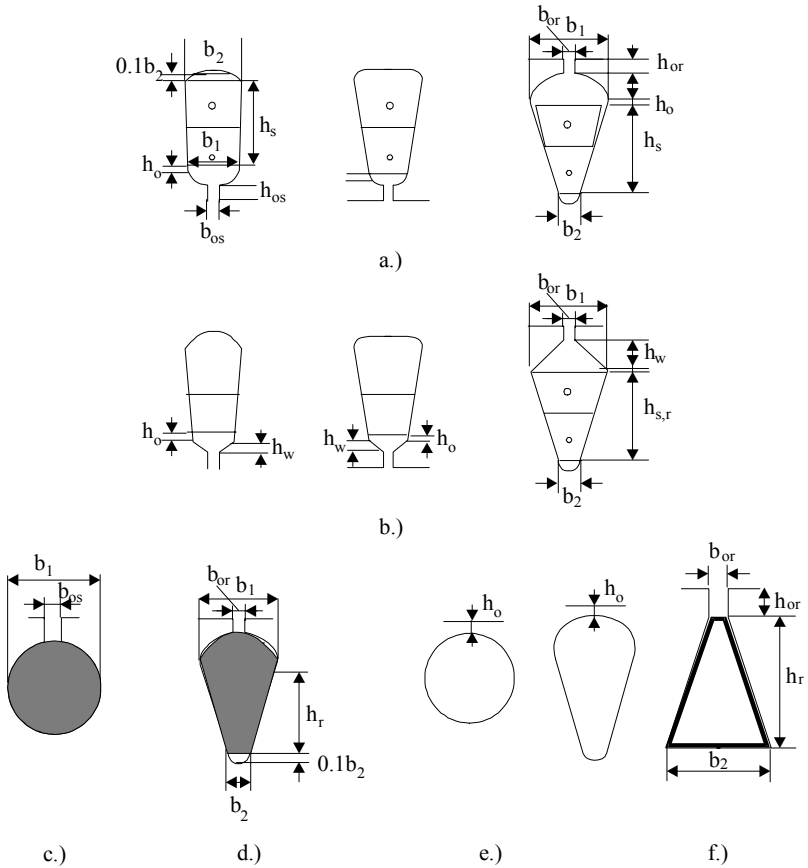 b2 bor b1
0.1b2 hor
ho
hs hs
b1
ho
hos
bos b2
a.)
bor b1
hw
ho hw hw ho hs,r
b2
b.)
b1 bor b1 ho bor
bos ho hor
hr hr
0.1b2
b2 b2
c.) d.) e.) f.)